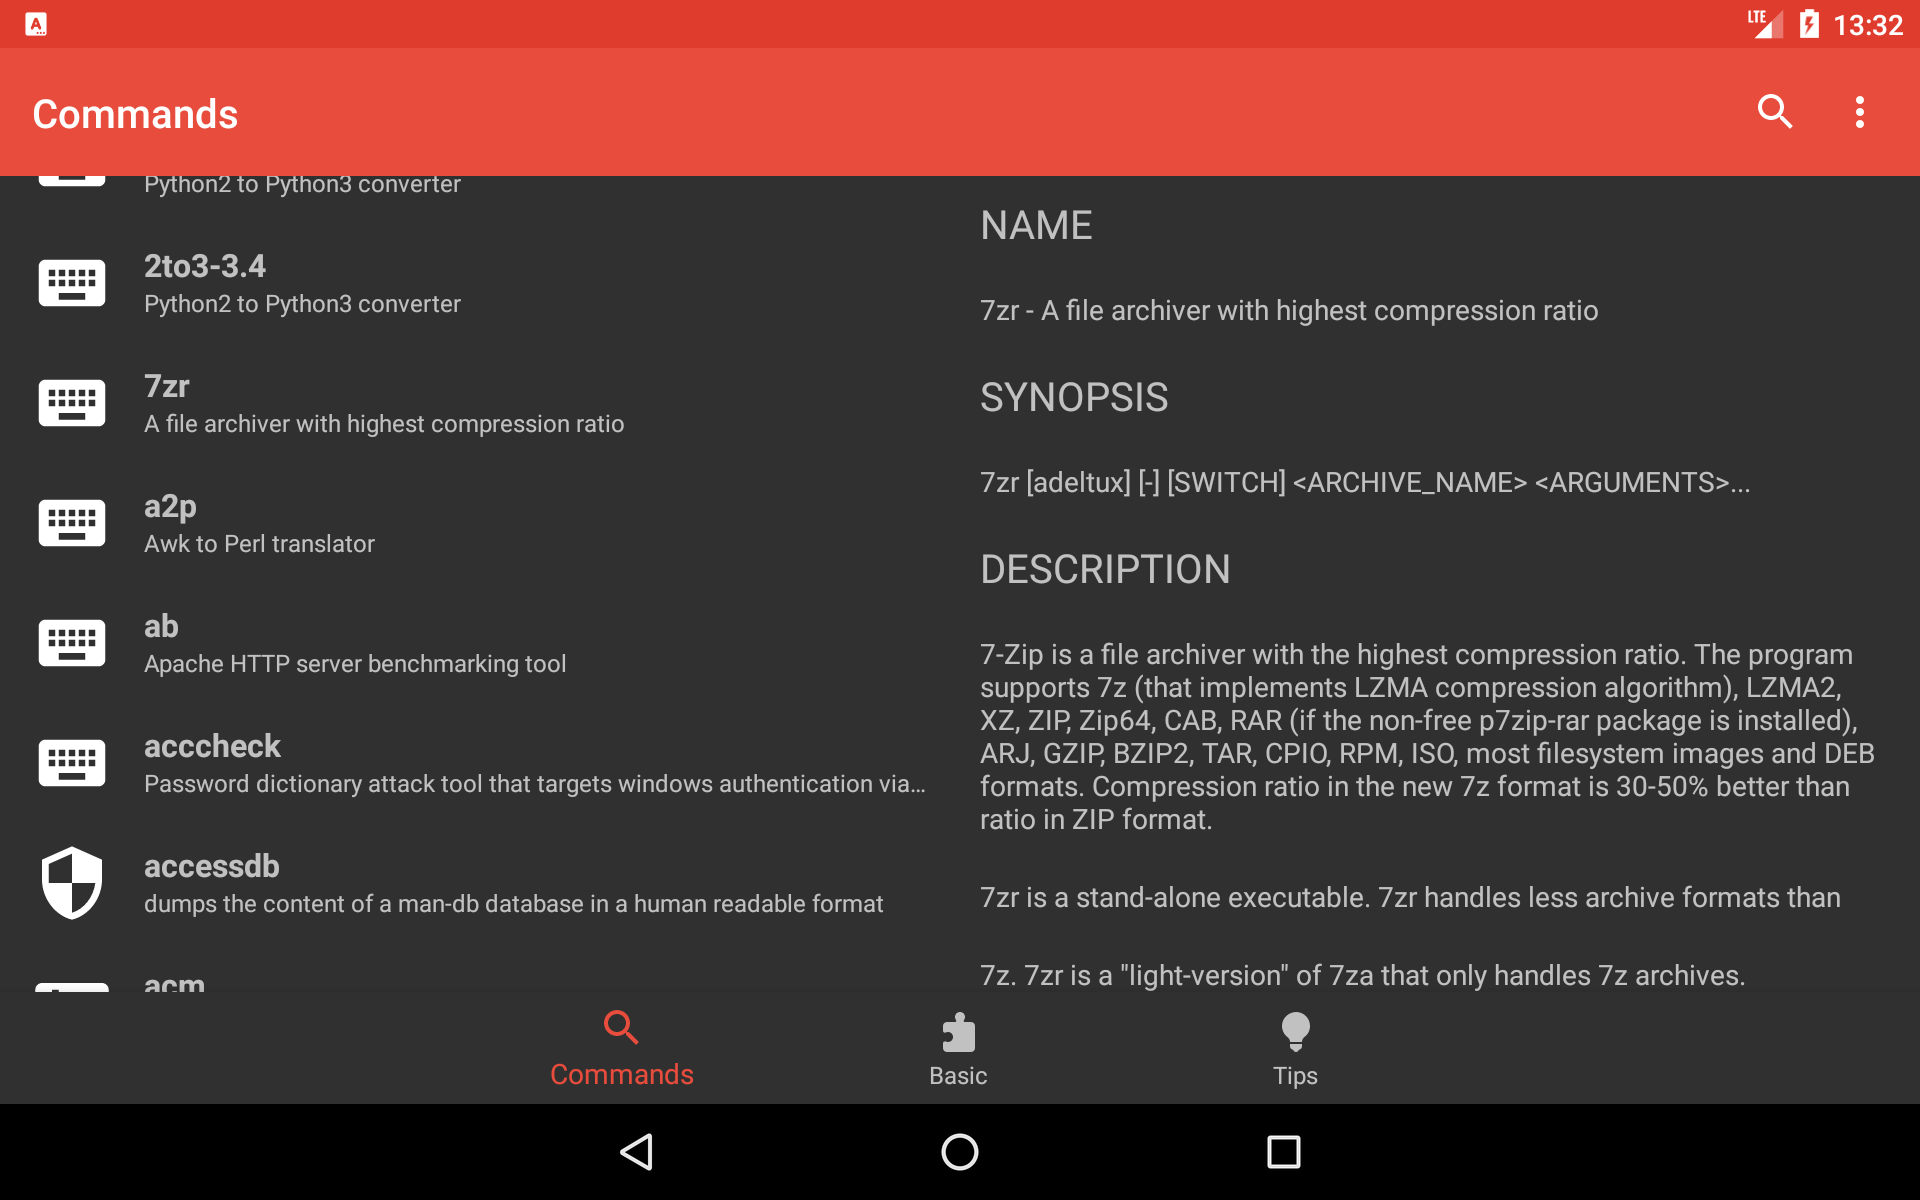 LTE 13:32
Commands
Python2 to Python3 converter
2to3-3.4
Python2 to Python3 converter
7zr
A file archiver with highest compression ratio
a2p
Awk to Perl translator
ab
Apache HTTP server benchmarking tool
acccheck
Password dictionary attack tool that targets windows authentication via...
accessdb
dumps the content of a man-db database in a human readable format
acm
NAME
7zr - A file archiver with highest compression ratio
SYNOPSIS
7zr [adeltux] [-] [SWITCH] <ARCHIVE_NAME> <ARGUMENTS>...
DESCRIPTION
7-Zip is a file archiver with the highest compression ratio. The program
supports 7z (that implements LZMA compression algorithm), LZMA2,
XZ, ZIP, Zip64, CAB, RAR (if the non-free p7zip-rar package is installed),
ARJ, GZIP, BZIP2, TAR, CPIO, RPM, ISO, most filesystem images and DEB
formats. Compression ratio in the new 7z format is 30-50% better than
ratio in ZIP format.
7zr is a stand-alone executable. 7zr handles less archive formats than
7z. 7zr is a "light-version" of 7za that only handles 7z archives.
Commands
Basic
Tips